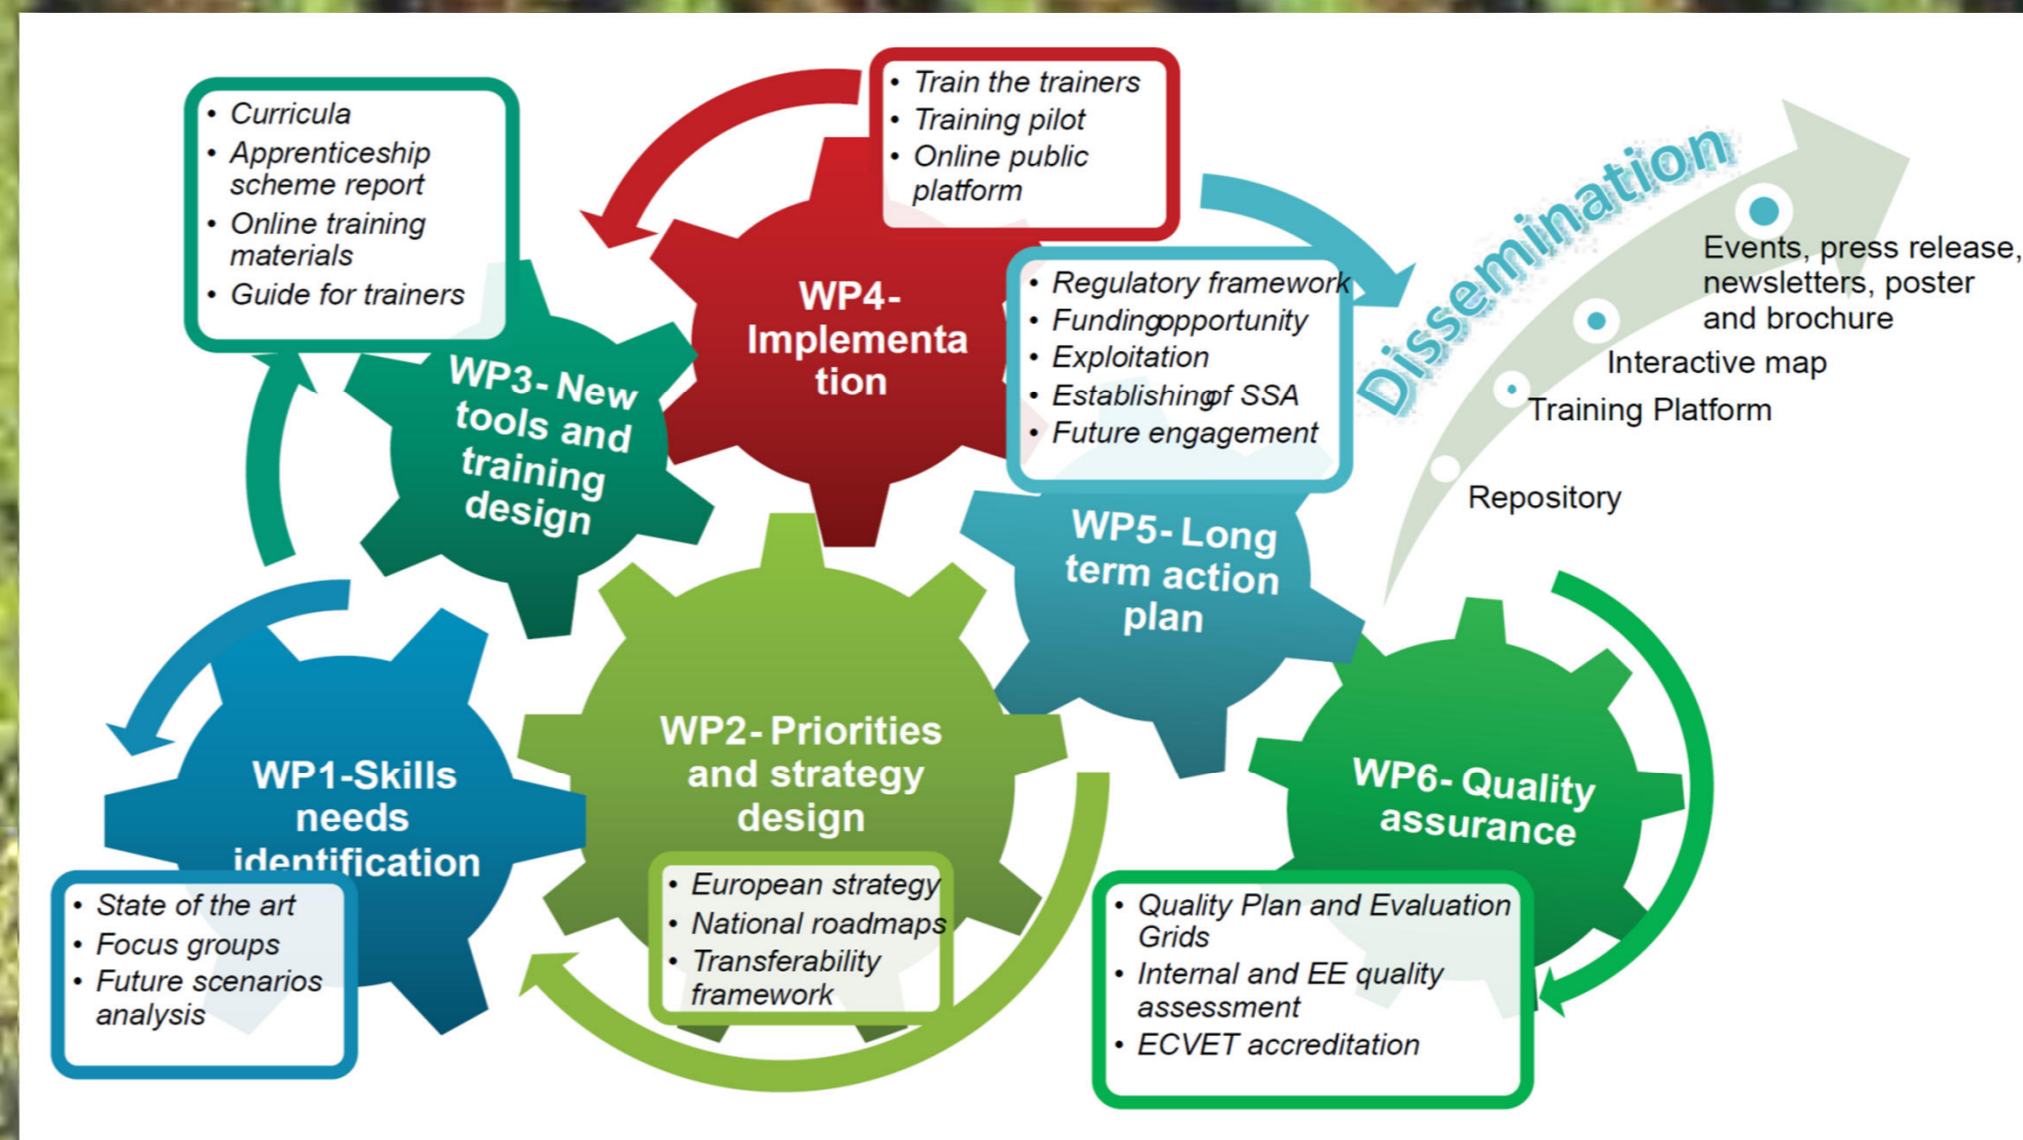 • Curricula
• Apprenticeship
scheme report
• Online training
materials
• Guide for trainers
WP3- New
tools and
training
design
• Train the trainers
• Training pilot
• Online public
platform
WP4-
Implementa
tion
• Regulatory framework
• Funding opportunity
• Exploitation
• Establishing of SSA
• Future engagement
WP5- Long
term action
plan
Dissemination
Events, press release,
newsletters, poster
and brochure
Interactive map
Training Platform
Repository
WP1-Skills
needs
identification
• State of the art
• Focus groups
• Future scenarios
analysis
WP2- Priorities
and strategy
design
• European strategy
• National roadmaps
• Transferability
framework
WP6- Quality
assurance
• Quality Plan and Evaluation
Grids
• Internal and EE quality
assessment
• ECVET accreditation